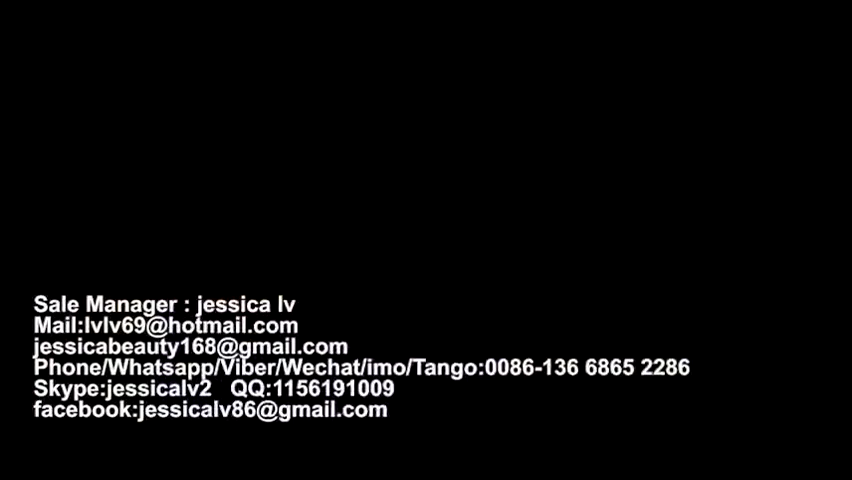 Sale Manager : jessica lv
Mail:lvlv69@hotmail.com
jessicabeauty168@gmail.com
Phone/Whatsapp/Viber/Wechat/imo/Tango:0086-136 6865 2286
Skype:jessicalv2   QQ:1156191009
facebook:jessicalv86@gmail.com